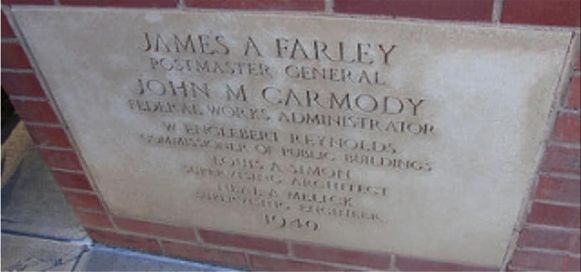 JAMES A FARLEY
POSTMASTER GENERAL
JOHN M CARMODY
FEDERAL WORKS ADMINISTRATOR
W ENGLEBERT REYNOLDS
COMMISSIONER OF PUBLIC BUILDINGS
LOUIS A SIMON
SUPERVISING ARCHITECT
NEAL A MELICK
SUPERVISING ENGINEER
1940